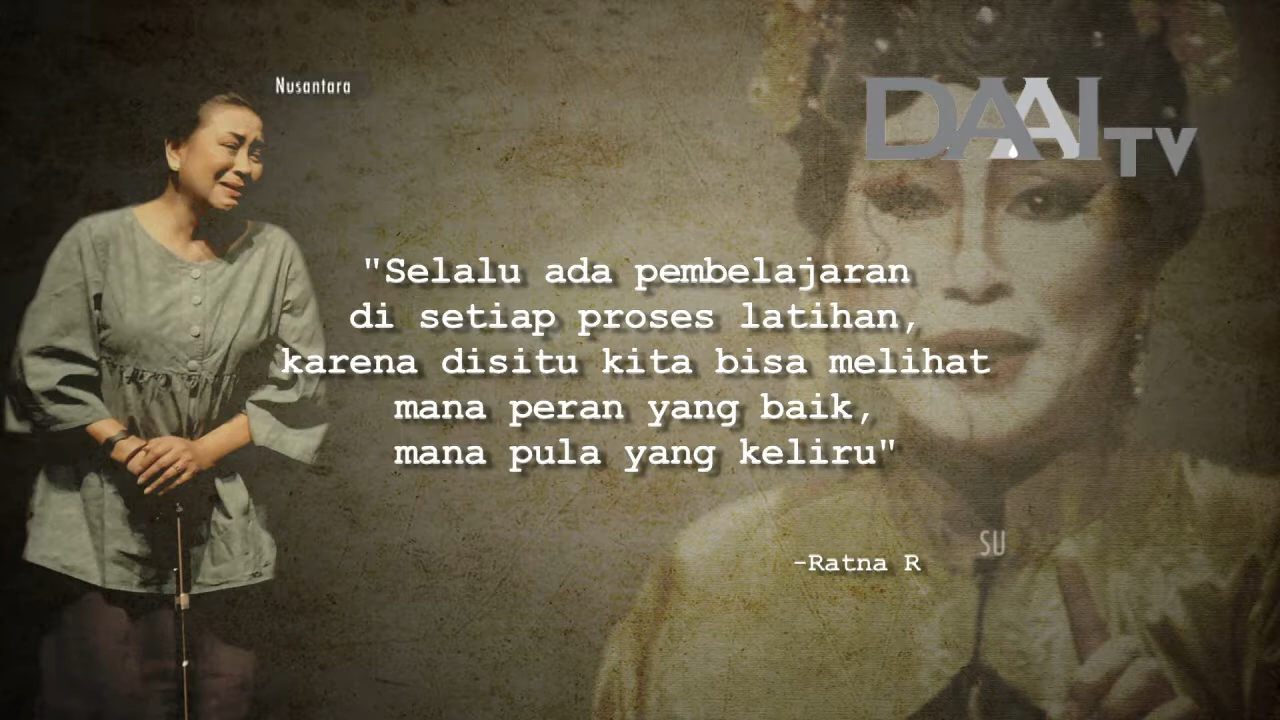 Nusantara
DAAI TV
"Selalu ada pembelajaran
di setiap proses latihan,
karena disitu kita bisa melihat
mana peran yang baik,
mana pula yang keliru"
SU
-Ratna R